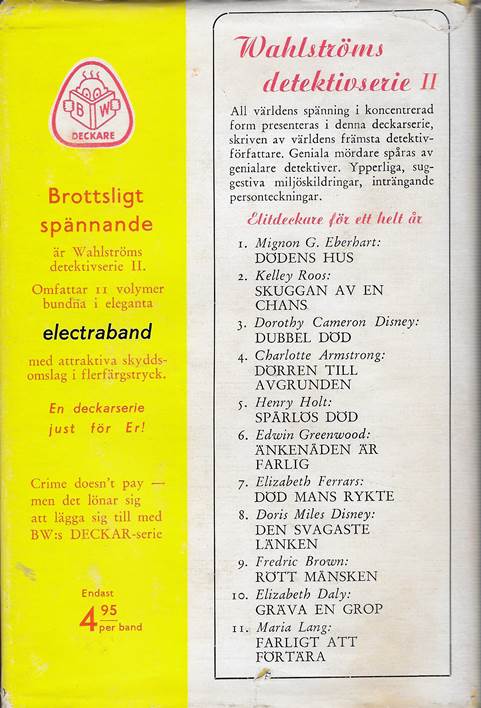 B W
DECKARE
Brottsligt
spännande
är Wahlströms
detektivserie II.
Omfattar 11 volymer
bundna i eleganta
electraband
med attraktiva skydds-
omslag i flerfärgstryck.
En deckarserie
just för Er!
Crime doesn't pay —
men det lönar sig
att lägga sig till med
BW:s DECKAR-serie
Endast
4 95
per band
Wahlströms
detektivserie II
All världens spänning i koncentrerad
form presenteras i denna deckarserie,
skriven av världens främsta detektiv-
författare. Geniala mördare spåras av
genialare detektiver. Ypperliga, sug-
gestiva miljöskildringar, inträngande
personteckningar.
Elitdeckare för ett helt år
1. Mignon G. Eberhart:
DÖDENS HUS
2. Kelley Roos:
SKUGGAN AV EN
CHANS
3. Dorothy Cameron Disney:
DUBBEL DÖD
4. Charlotte Armstrong:
DÖRREN TILL
AVGRUNDEN
5. Henry Holt:
SPÅRLÖS DÖD
6. Edwin Greenwood:
ÄNKENÅDEN ÄR
FARLIG
7. Elizabeth Ferrars:
DÖD MANS RYKTE
8. Doris Miles Disney:
DEN SVAGASTE
LÄNKEN
9. Fredric Brown:
RÖTT MÅNSKEN
10. Elizabeth Daly:
GRÄVA EN GROP
11. Maria Lang:
FARLIGT ATT
FÖRTÄRA